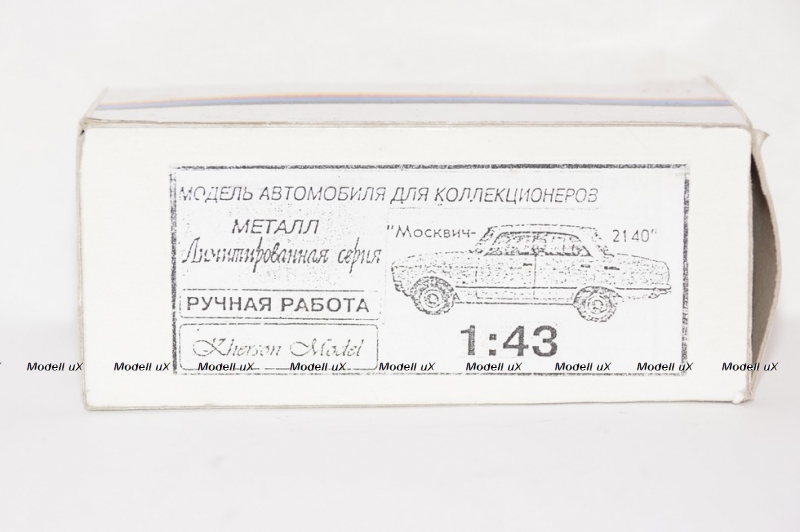 МОДЕЛЬ АВТОМОБИЛЯ ДЛЯ КОЛЛЕКЦИОНЕРОВ
МЕТАЛЛ
Лимитированная серия
"Москвич- 2140"
РУЧНАЯ РАБОТА
Kherson Model
1:43
Modell uX Modell uX Modell uX Modell uX Modell uX Modell uX Modell uX Modell uX Modell uX